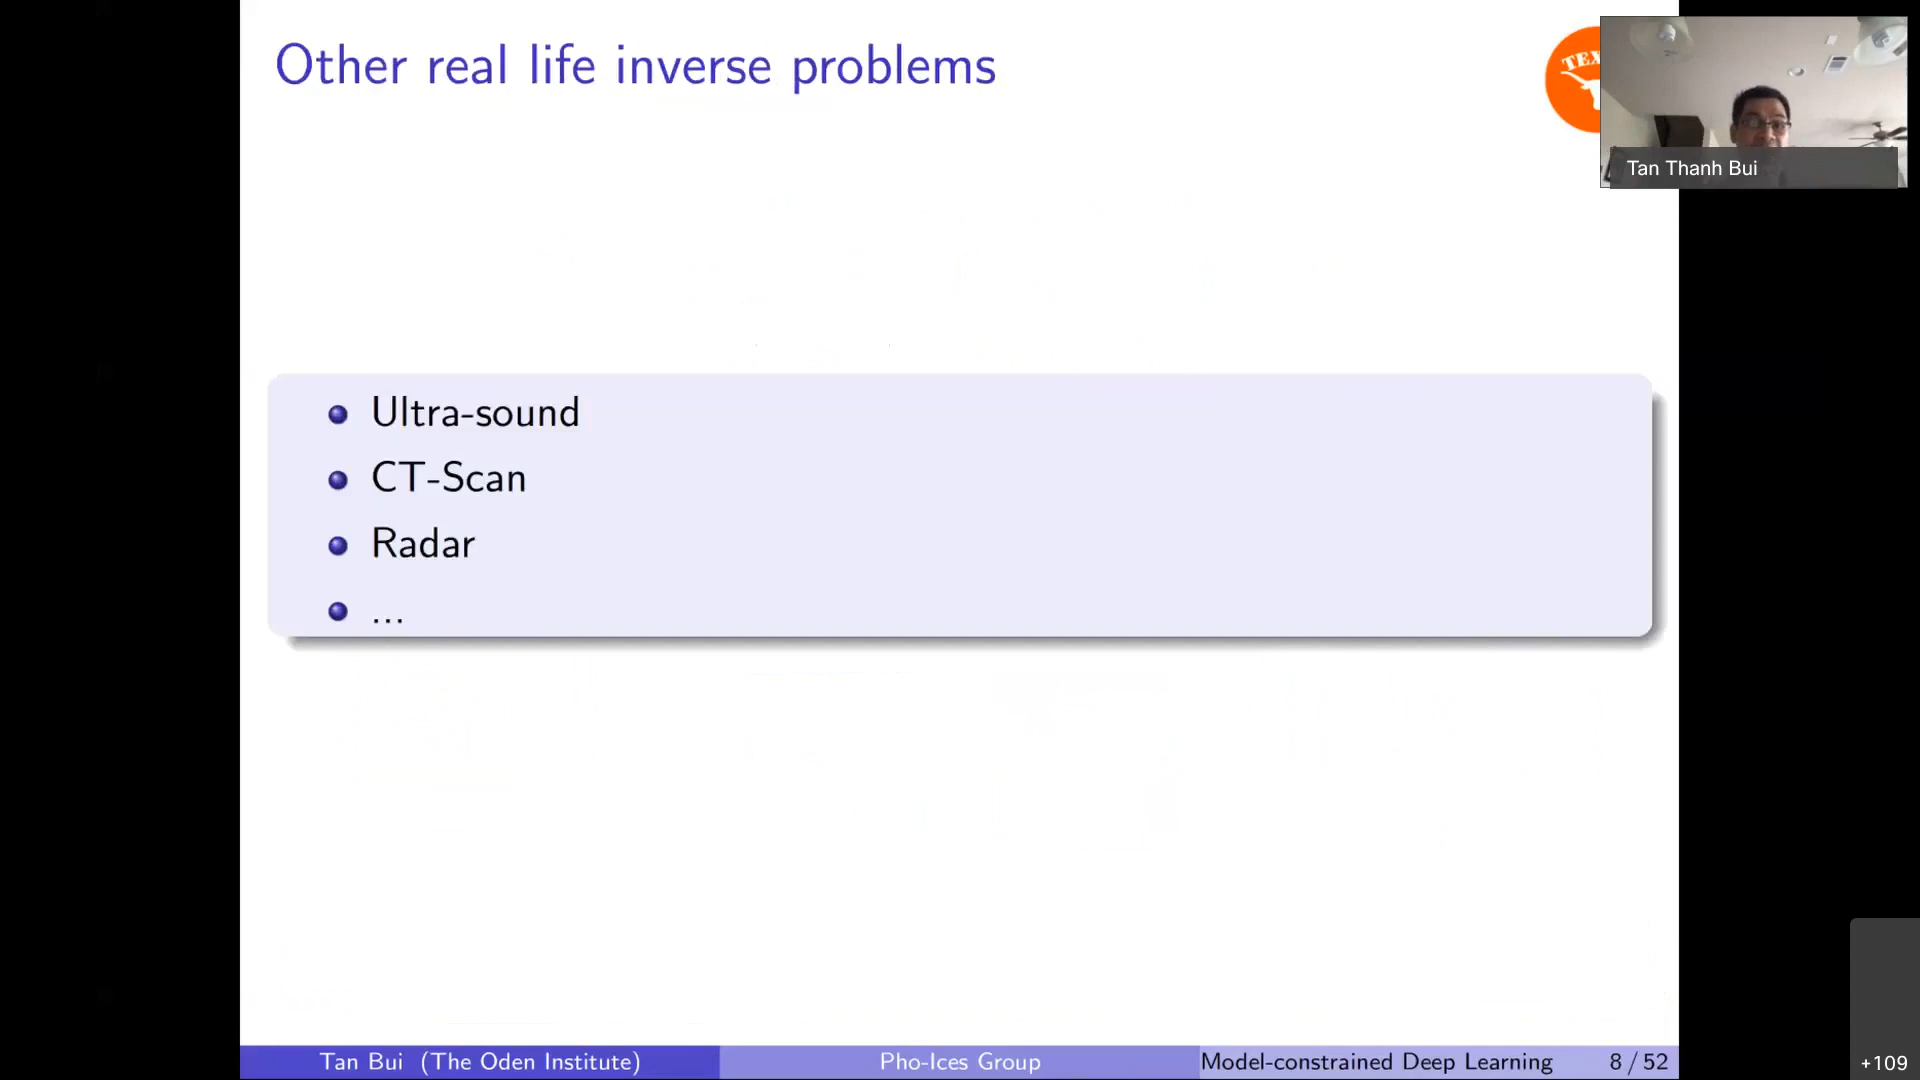 Other real life inverse problems
TEX
Tan Thanh Bui
Ultra-sound
CT-Scan
Radar
...
Tan Bui (The Oden Institute)
Pho-Ices Group
Model-constrained Deep Learning
8 / 52
+109